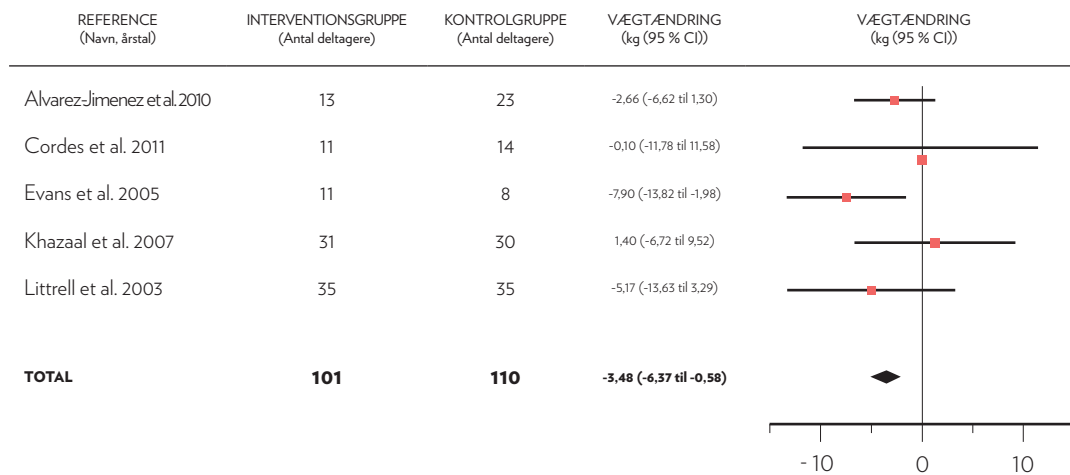 REFERENCE INTERVENTIONSGRUPPE KONTROLGRUPPE VÆGTÆNDRING VÆGTÆNDRING
(Navn, årstal) (Antal deltagere) (Antal deltagere) (kg (95 % CI)) (kg (95 % CI))
Alvarez-Jimenez et al. 2010 13 23 -2,66 (-6,62 til 1,30)
Cordes et al. 2011 11 14 -0,10 (-11,78 til 11,58)
Evans et al. 2005 11 8 -7,90 (-13,82 til -1,98)
Khazaal et al. 2007 31 30 1,40 (-6,72 til 9,52)
Littrell et al. 2003 35 35 -5,17 (-13,63 til 3,29)
TOTAL 101 110 -3,48 (-6,37 til -0,58)
-10 0 10